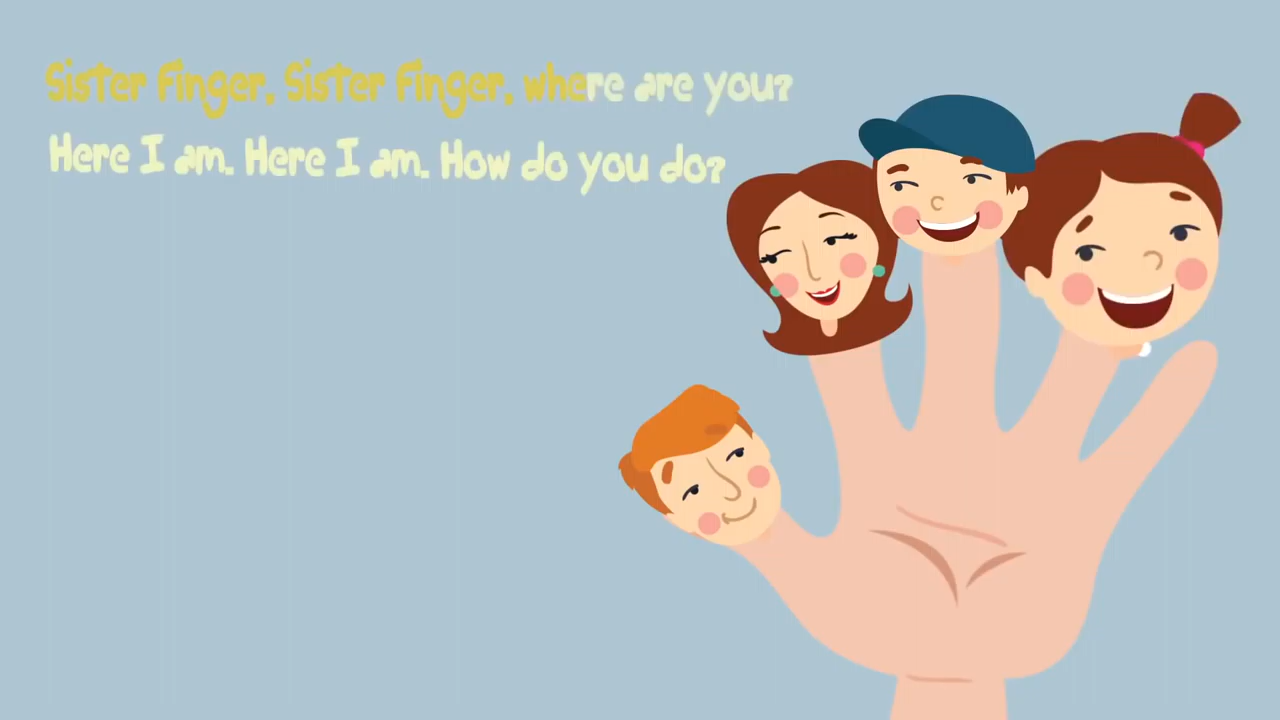 Sister Finger, Sister Finger, where are you?
Here I am. Here I am. How do you do?